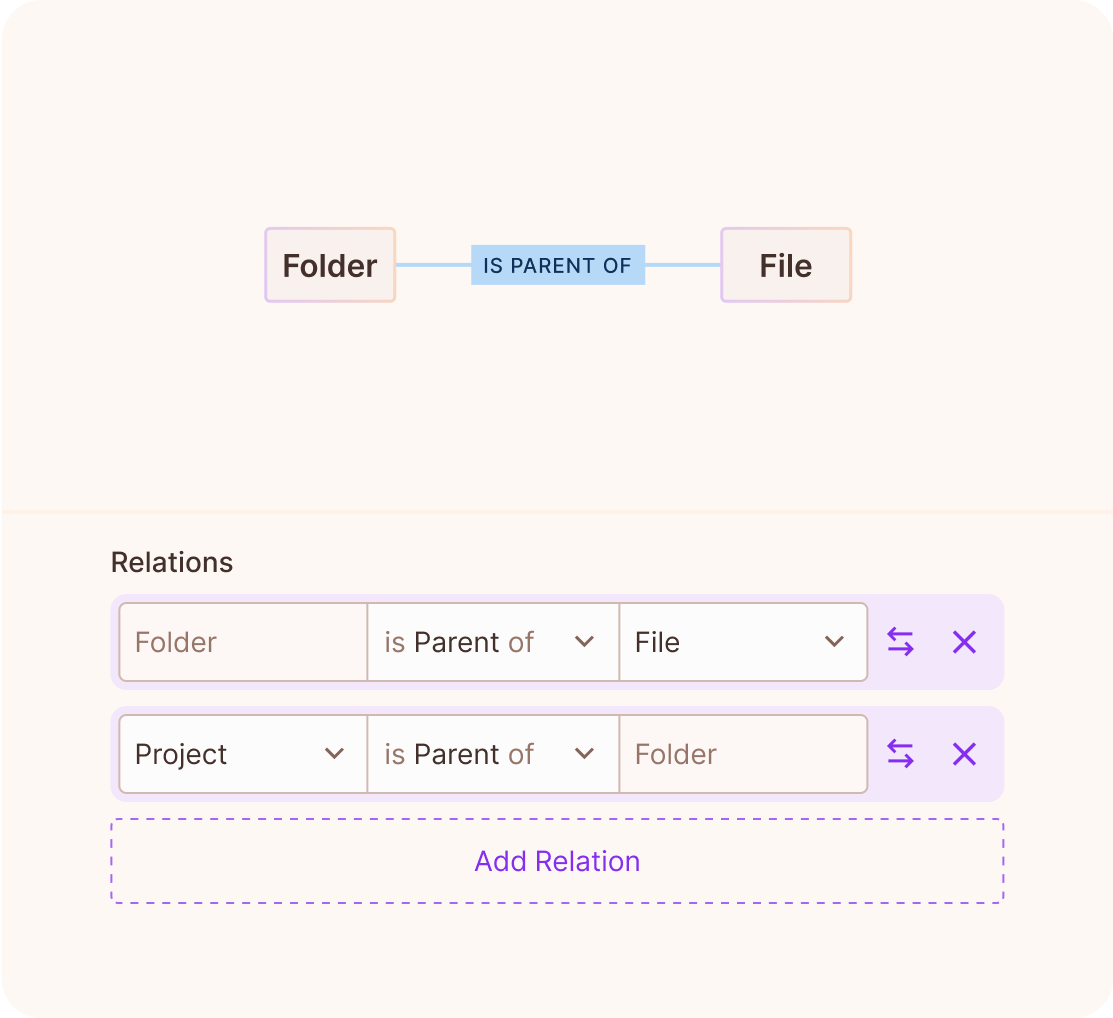 Folder IS PARENT OF File
Relations
Folder is Parent of File
Project is Parent of Folder
Add Relation